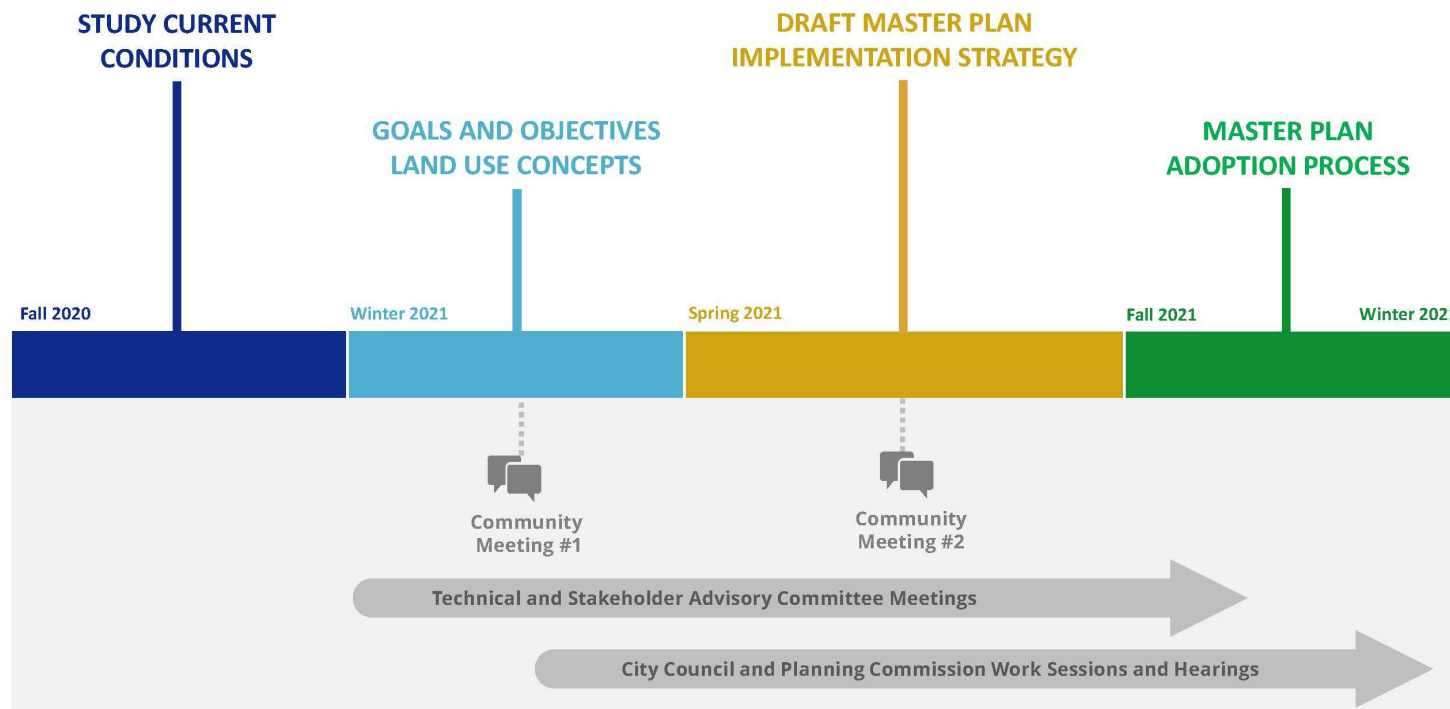 STUDY CURRENT
CONDITIONS
DRAFT MASTER PLAN
IMPLEMENTATION STRATEGY
GOALS AND OBJECTIVES
LAND USE CONCEPTS
MASTER PLAN
ADOPTION PROCESS
Fall 2020
Winter 2021
Spring 2021
Fall 2021
Winter
Community
Meeting #1
Community
Meeting #2
Technical and Stakeholder Advisory Committee Meetings
City Council and Planning Commission Work Sessions and Hearings